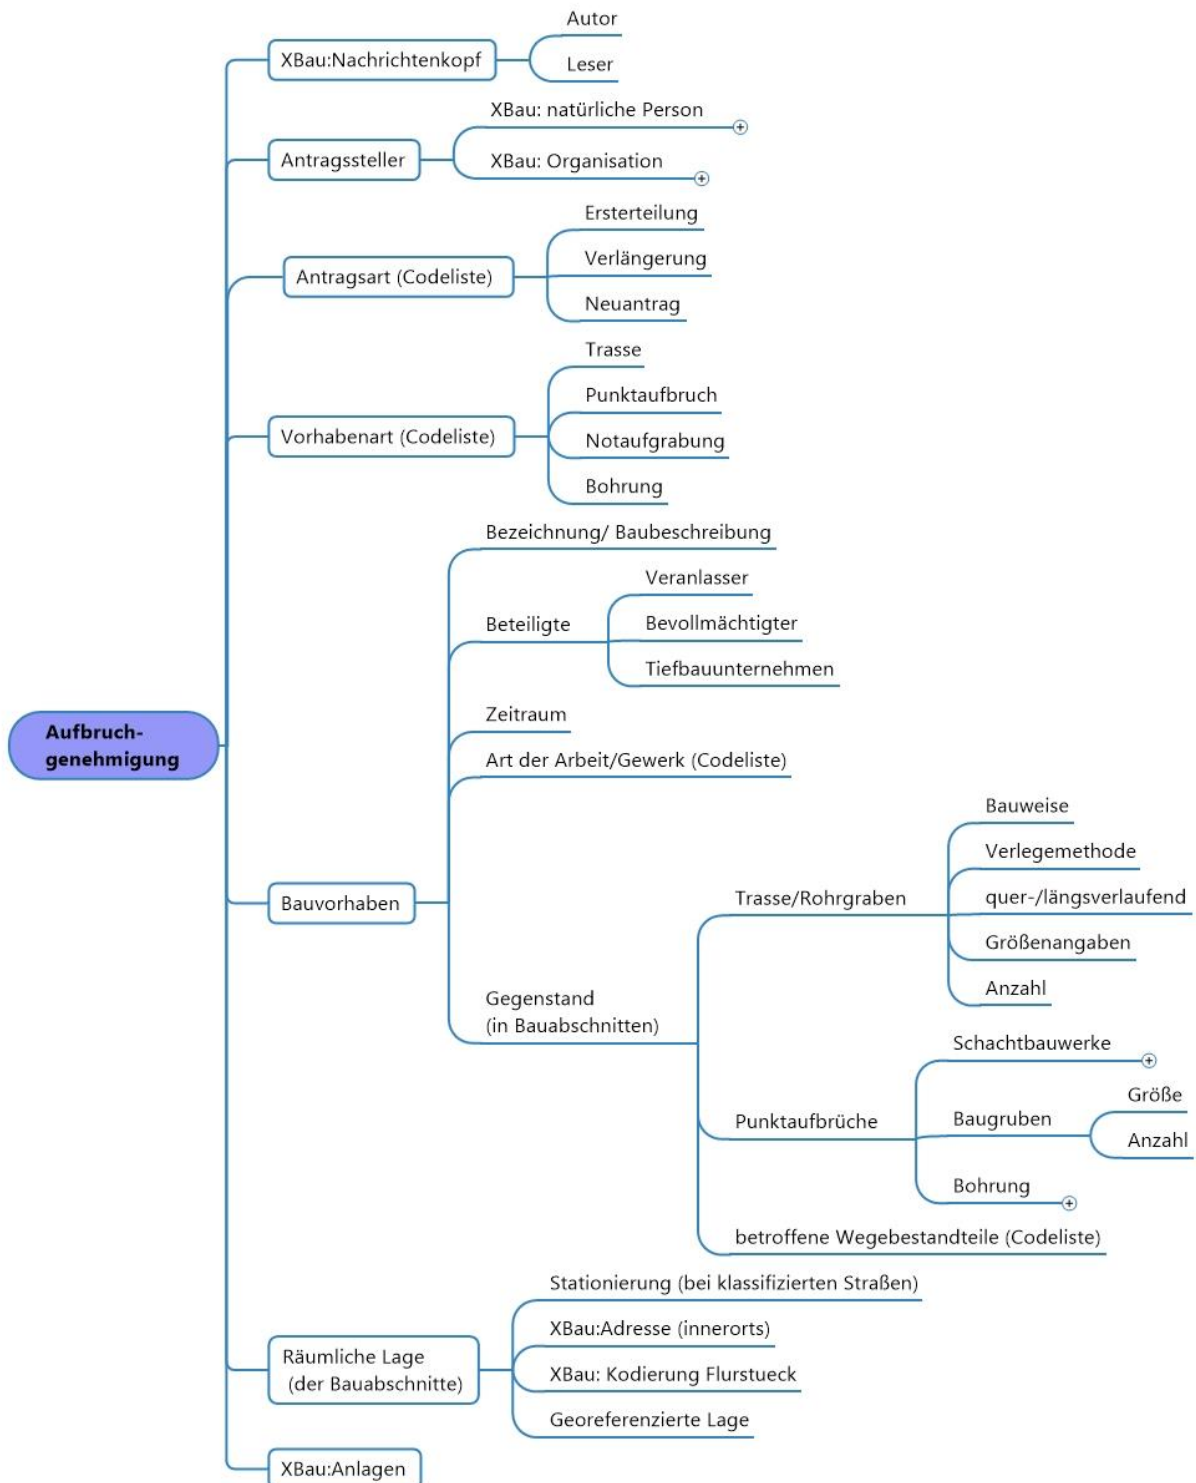 Autor
XBau:Nachrichtenkopf
Leser
XBau: natürliche Person
Antragssteller
XBau: Organisation
Ersterteilung
Antragsart (Codeliste)
Verlängerung
Neuantrag
Trasse
Punktaufbruch
Vorhabenart (Codeliste)
Notaufgrabung
Bohrung
Bezeichnung/ Baubeschreibung
Veranlasser
Beteiligte
Bevollmächtigter
Tiefbauunternehmen
Zeitraum
Aufbruch-
genehmigung
Art der Arbeit/Gewerk (Codeliste)
Bauvorhaben
Bauweise
Verlegemethode
Trasse/Rohrgraben
quer-/längsverlaufend
Größenangaben
Anzahl
Gegenstand
(in Bauabschnitten)
Schachtbauwerke
Größe
Punktaufbrüche
Baugruben
Anzahl
Bohrung
betroffene Wegebestandteile (Codeliste)
Stationierung (bei klassifizierten Straßen)
XBau:Adresse (innerorts)
Räumliche Lage
(der Bauabschnitte)
XBau: Kodierung Flurstueck
Georeferenzierte Lage
XBau:Anlagen